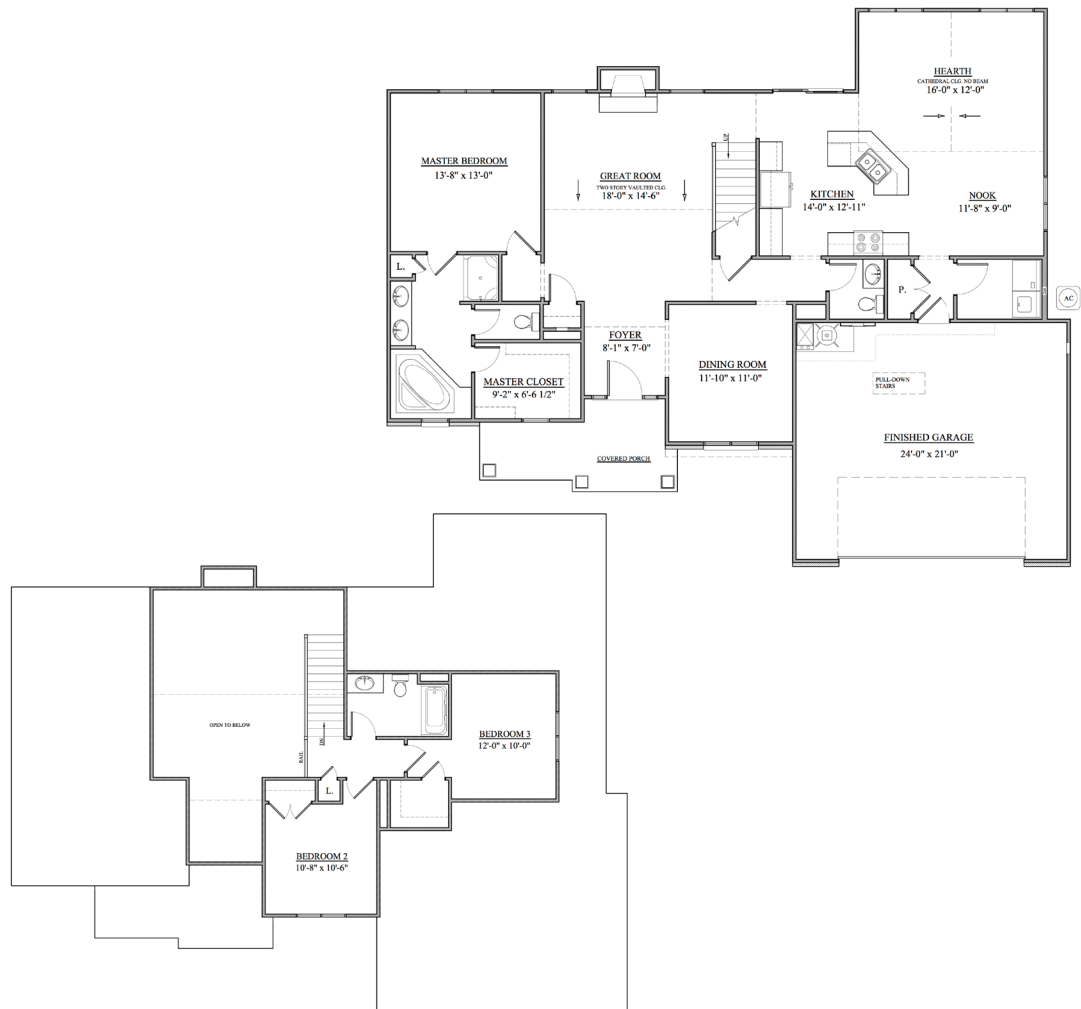 HEARTH
CATHEDRAL CLG. NO BEAM
16'-0" x 12'-0"
MASTER BEDROOM
13'-8" x 13'-0"
GREAT ROOM
TWO STORY VAULTED CLG.
18'-0" x 14'-6"
UP
KITCHEN
14'-0" x 12'-11"
NOOK
11'-8" x 9'-0"
L.
P.
AC
FOYER
8'-1" x 7'-0"
DINING ROOM
11'-10" x 11'-0"
MASTER CLOSET
9'-2" x 6'-6 1/2"
PULL-DOWN
STAIRS
FINISHED GARAGE
24'-0" x 21'-0"
COVERED PORCH
OPEN TO BELOW
RAIL
DN
BEDROOM 3
12'-0" x 10'-0"
L.
BEDROOM 2
10'-8" x 10'-6"